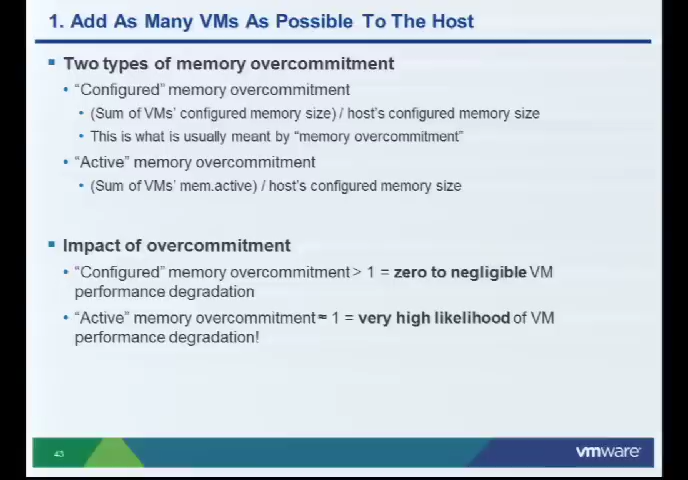 1. Add As Many VMs As Possible To The Host
Two types of memory overcommitment
"Configured" memory overcommitment
(Sum of VMs' configured memory size) / host's configured memory size
This is what is usually meant by "memory overcommitment"
"Active" memory overcommitment
(Sum of VMs' mem.active) / host's configured memory size
Impact of overcommitment
"Configured" memory overcommitment > 1 = zero to negligible VM
performance degradation
"Active" memory overcommitment ≈ 1 = very high likelihood of VM
performance degradation!
43
vmware